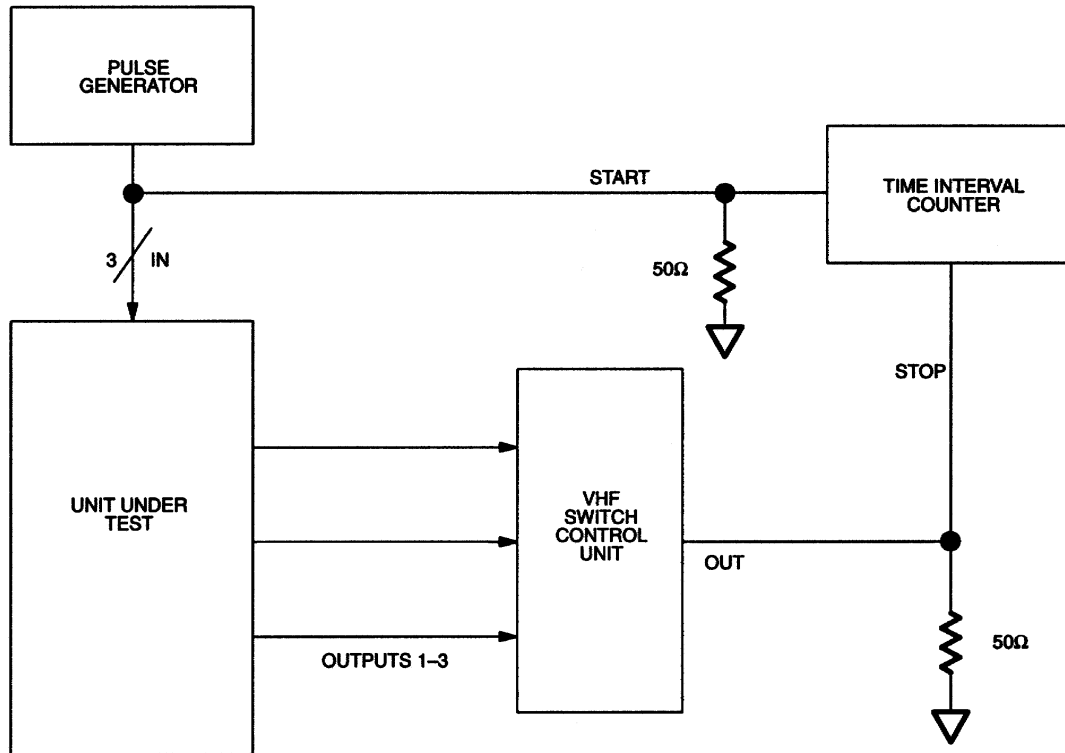 PULSE
GENERATOR
START
TIME INTERVAL
COUNTER
3
IN
50Ω
STOP
UNIT UNDER
TEST
VHF
SWITCH
CONTROL
UNIT
OUT
OUTPUTS 1–3
50Ω